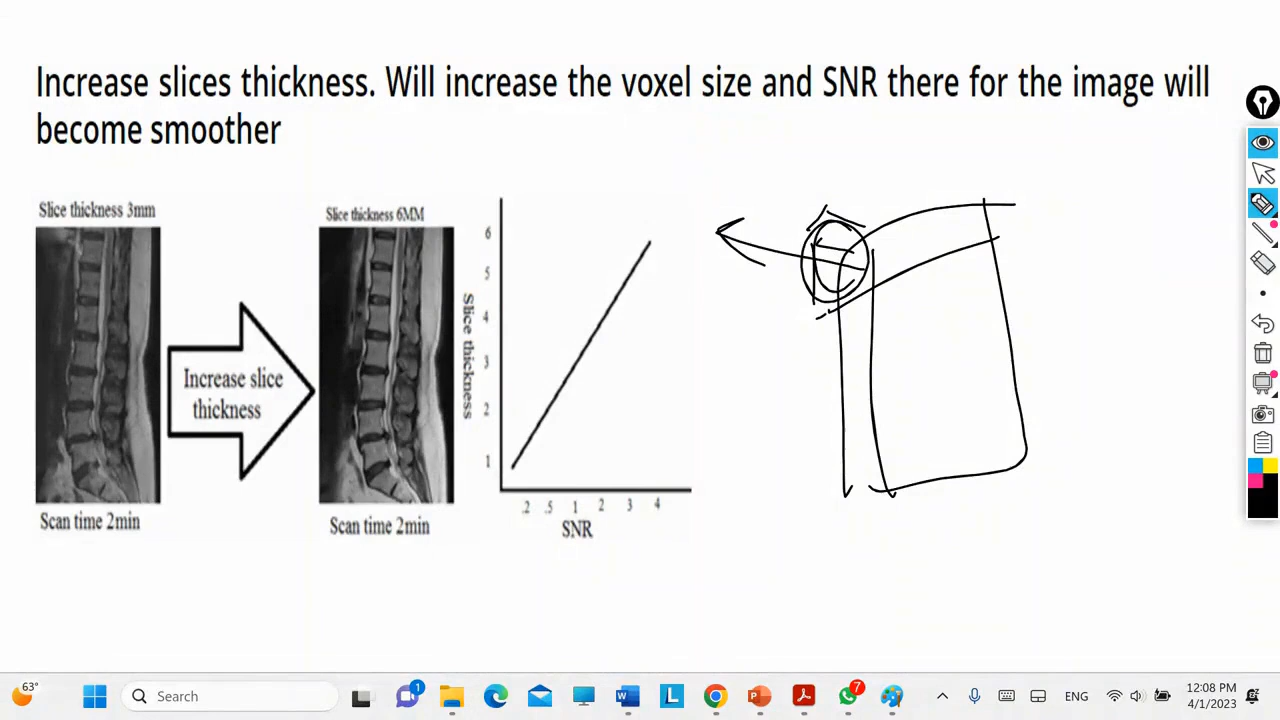 Increase slices thickness. Will increase the voxel size and SNR there for the image will
become smoother
Slice thickness 3mm
Slice thickness 6MM
Increase slice
thickness
Scan time 2min
Scan time 2min
Slice thickness
6
5
4
3
2
1
.2 .5 1 2 3 4
SNR
63°
Search
1
7
ENG
12:08 PM
4/1/2023